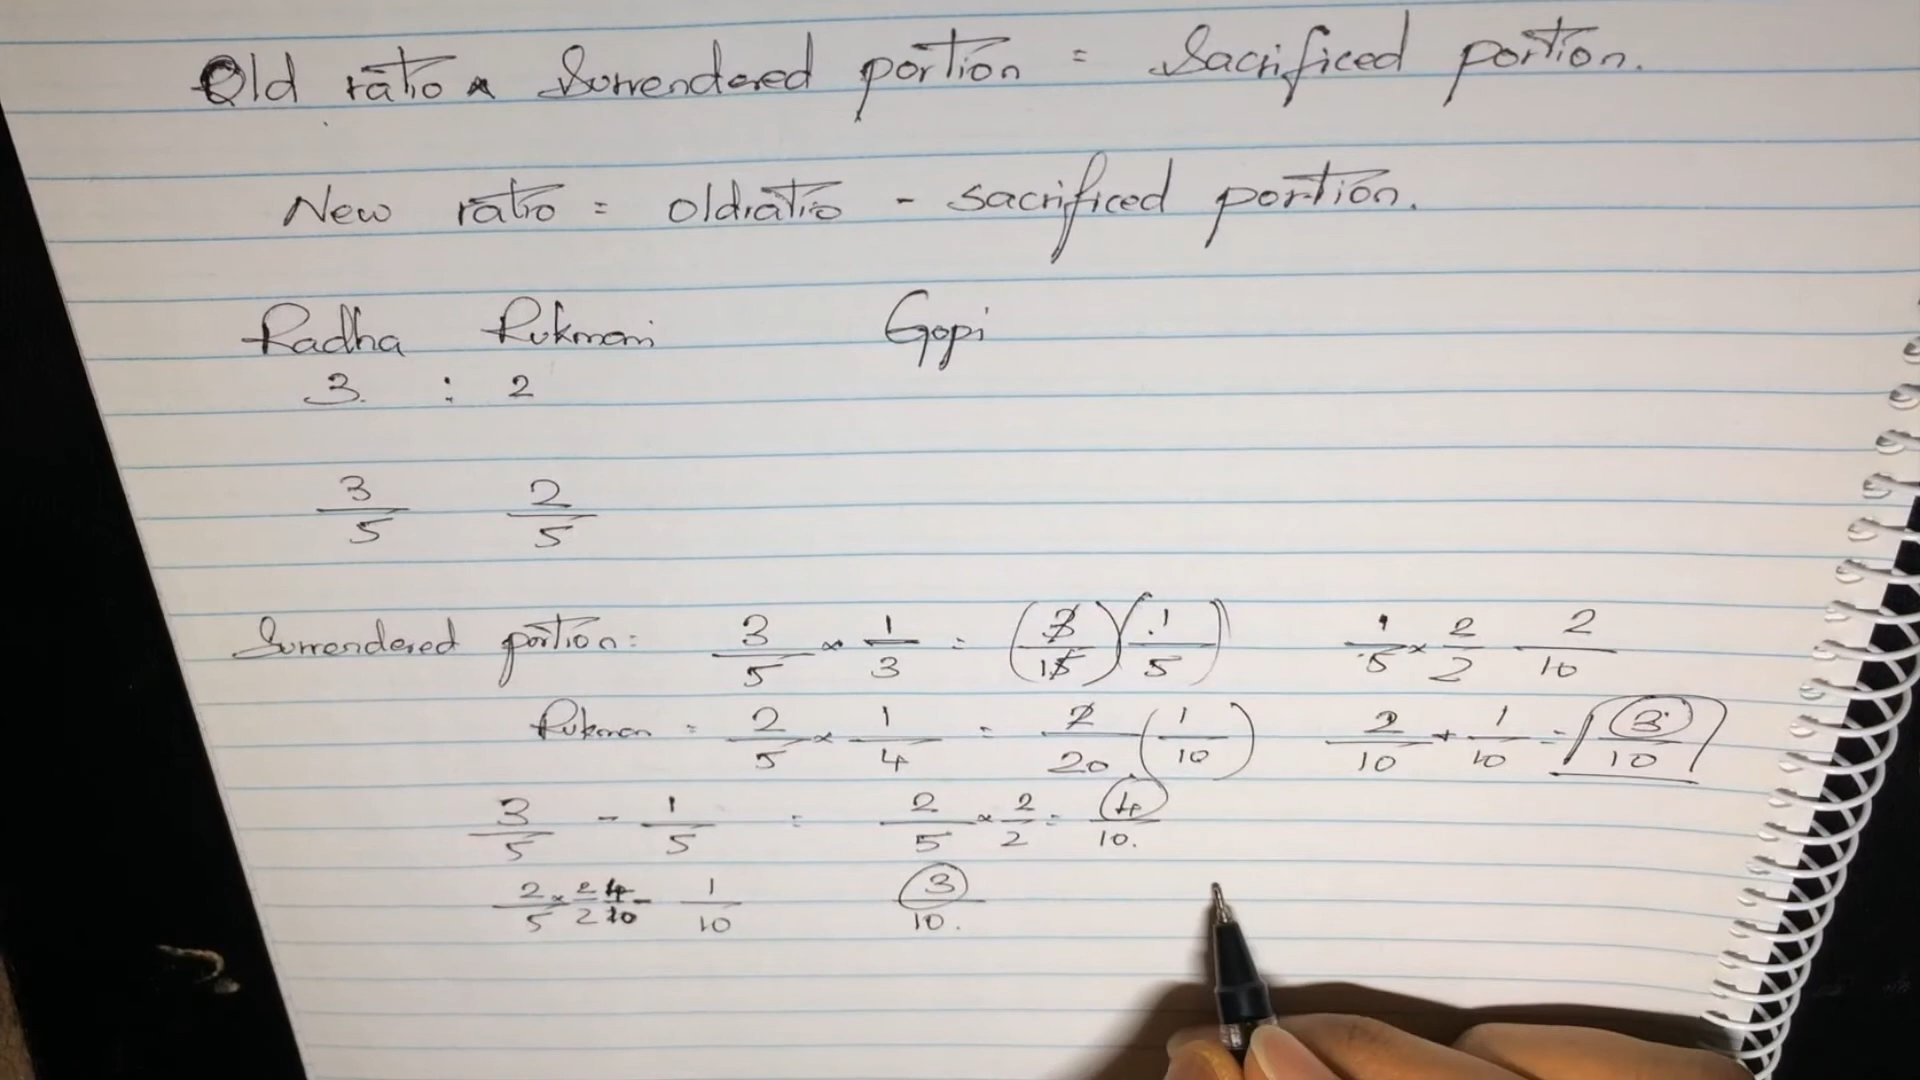 Old ratio x Surrendered portion = Sacrificed portion.
New ratio = old ratio - sacrificed portion.
Radha Rukmani Gopi
3 : 2
3/5 2/5
Surrendered portion: 3/5 × 1/3 = (3/15)(1/5) 1/5 × 2/2 2/10
Rukman = 2/5 × 1/4 = 2/20 (1/10) 2/10 + 1/10 = 3/10
3/5 - 1/5 = 2/5 × 2/2 = 4/10.
2/5 × 2/2 4/10 - 1/10 3/10.